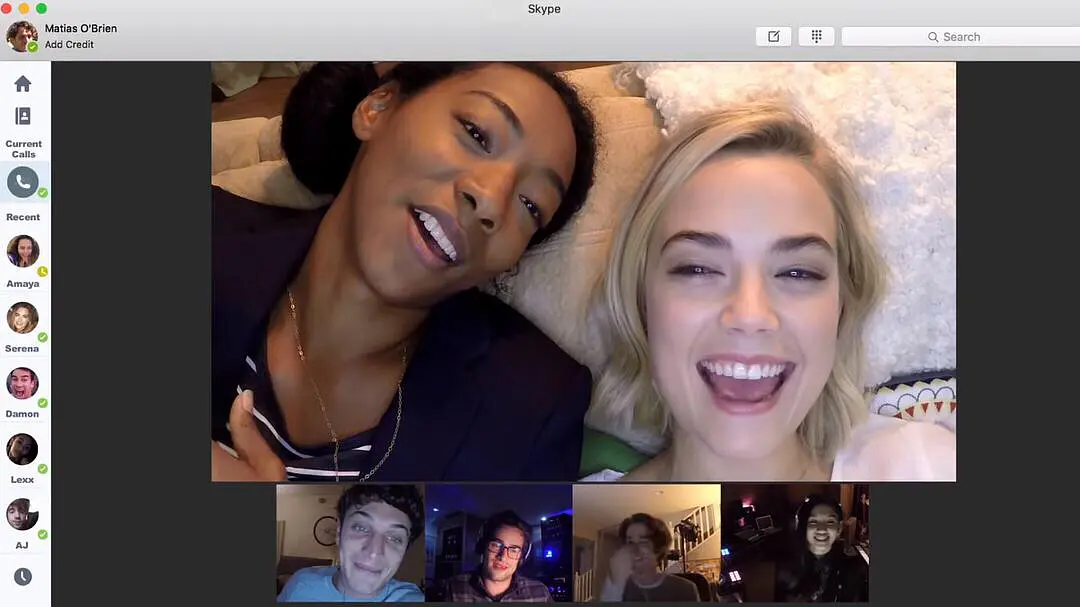 Skype
Matias O'Brien
Add Credit
Search
Current
Calls
Recent
Amaya
Serena
Damon
Lexx
AJ